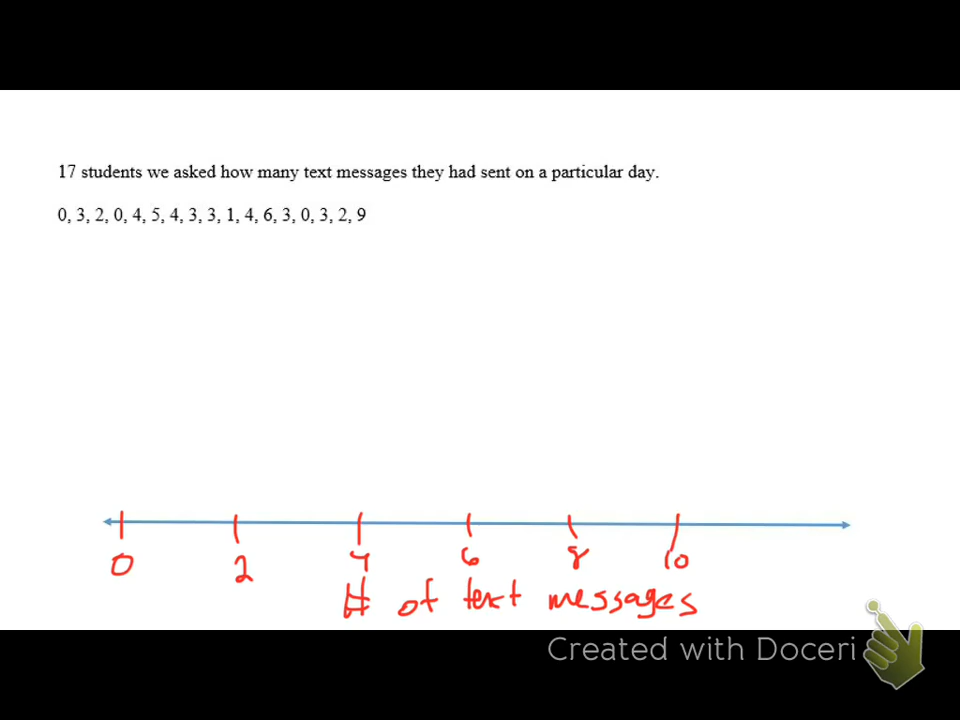 17 students we asked how many text messages they had sent on a particular day.
0, 3, 2, 0, 4, 5, 4, 3, 3, 1, 4, 6, 3, 0, 3, 2, 9
0 2 4 6 8 10
# of text messages
Created with Doceri